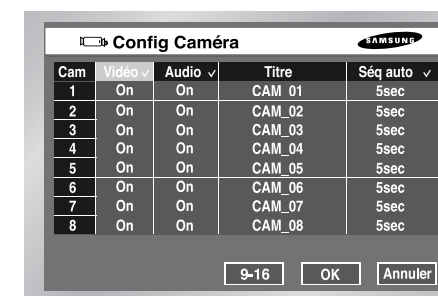 Config Caméra SAMSUNG
Cam Vidéo ✓ Audio ✓ Titre Séq auto ✓
1 On On CAM_01 5sec
2 On On CAM_02 5sec
3 On On CAM_03 5sec
4 On On CAM_04 5sec
5 On On CAM_05 5sec
6 On On CAM_06 5sec
7 On On CAM_07 5sec
8 On On CAM_08 5sec
9-16 OK Annuler